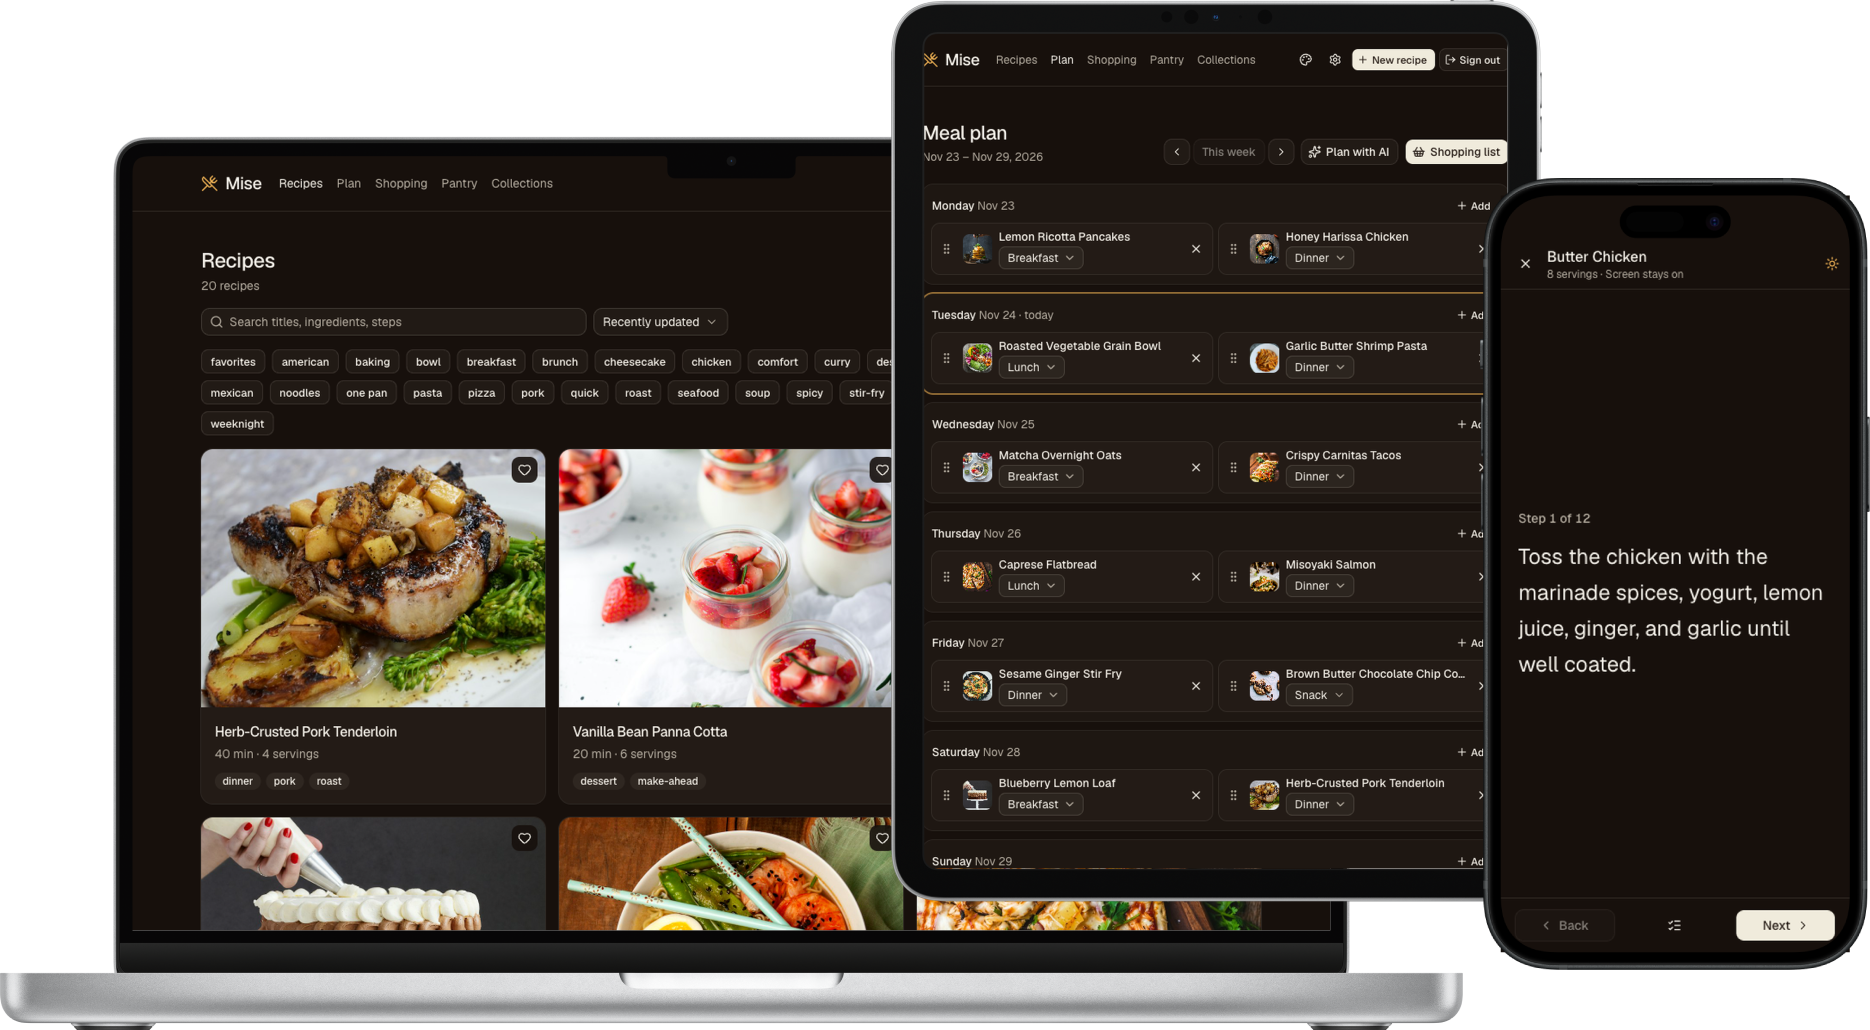 Mise Recipes Plan Shopping Pantry Collections
Recipes
20 recipes
Search titles, ingredients, steps Recently updated
favorites american baking bowl breakfast brunch cheesecake chicken comfort curry
mexican noodles one pan pasta pizza pork quick roast seafood soup spicy stir-fry
weeknight
Herb-Crusted Pork Tenderloin
40 min · 4 servings
dinner pork roast
Vanilla Bean Panna Cotta
20 min · 6 servings
dessert make-ahead
Mise Recipes Plan Shopping Pantry Collections + New recipe Sign out
Meal plan
Nov 23 – Nov 29, 2026
This week Plan with AI Shopping list
Monday Nov 23 + Add
Lemon Ricotta Pancakes
Breakfast
Honey Harissa Chicken
Dinner
Tuesday Nov 24 · today
Roasted Vegetable Grain Bowl
Lunch
Garlic Butter Shrimp Pasta
Dinner
Wednesday Nov 25
Matcha Overnight Oats
Breakfast
Crispy Carnitas Tacos
Dinner
Thursday Nov 26
Caprese Flatbread
Lunch
Misoyaki Salmon
Dinner
Friday Nov 27
Sesame Ginger Stir Fry
Dinner
Brown Butter Chocolate Chip Co...
Snack
Saturday Nov 28
Blueberry Lemon Loaf
Breakfast
Herb-Crusted Pork Tenderloin
Dinner
Sunday Nov 29
Butter Chicken
8 servings · Screen stays on
Step 1 of 12
Toss the chicken with the
marinade spices, yogurt, lemon
juice, ginger, and garlic until
well coated.
Back Next